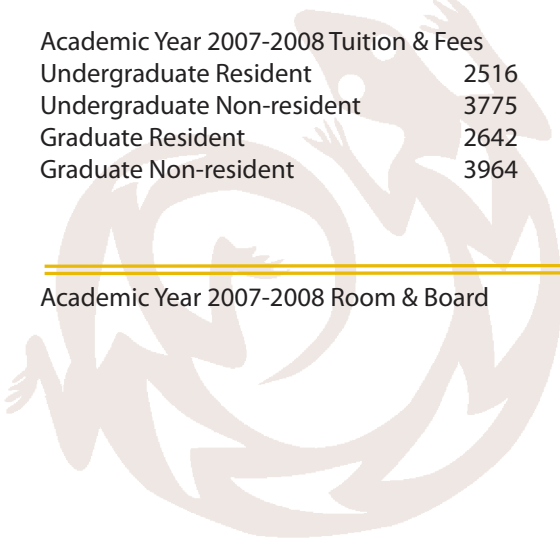 Academic Year 2007-2008 Tuition & Fees
Undergraduate Resident 2516
Undergraduate Non-resident 3775
Graduate Resident 2642
Graduate Non-resident 3964
Academic Year 2007-2008 Room & Board